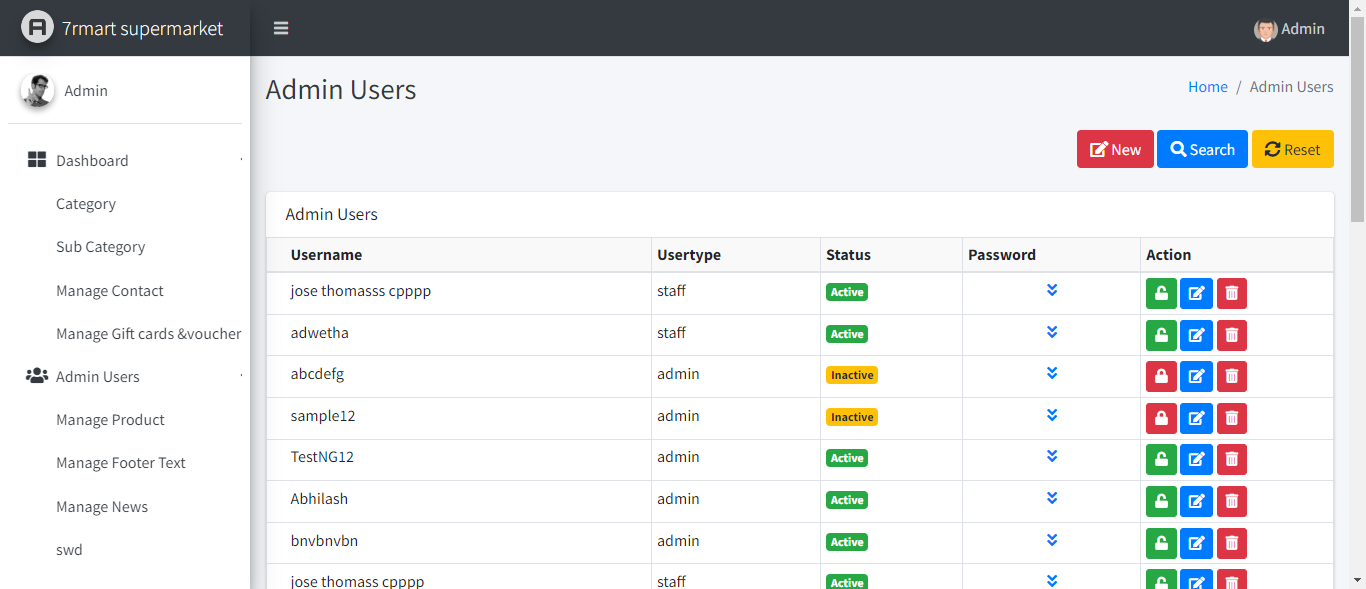 7rmart supermarket
Admin
Admin
Admin Users
Home / Admin Users
Dashboard
Category
Sub Category
Manage Contact
Manage Gift cards &voucher
Admin Users
Manage Product
Manage Footer Text
Manage News
swd
New Search Reset
Admin Users
Username Usertype Status Password Action
jose thomasss cpppp staff Active
adwetha staff Active
abcdefg admin Inactive
sample12 admin Inactive
TestNG12 admin Active
Abhilash admin Active
bnvbnvbn admin Active
jose thomass cpppp staff Active